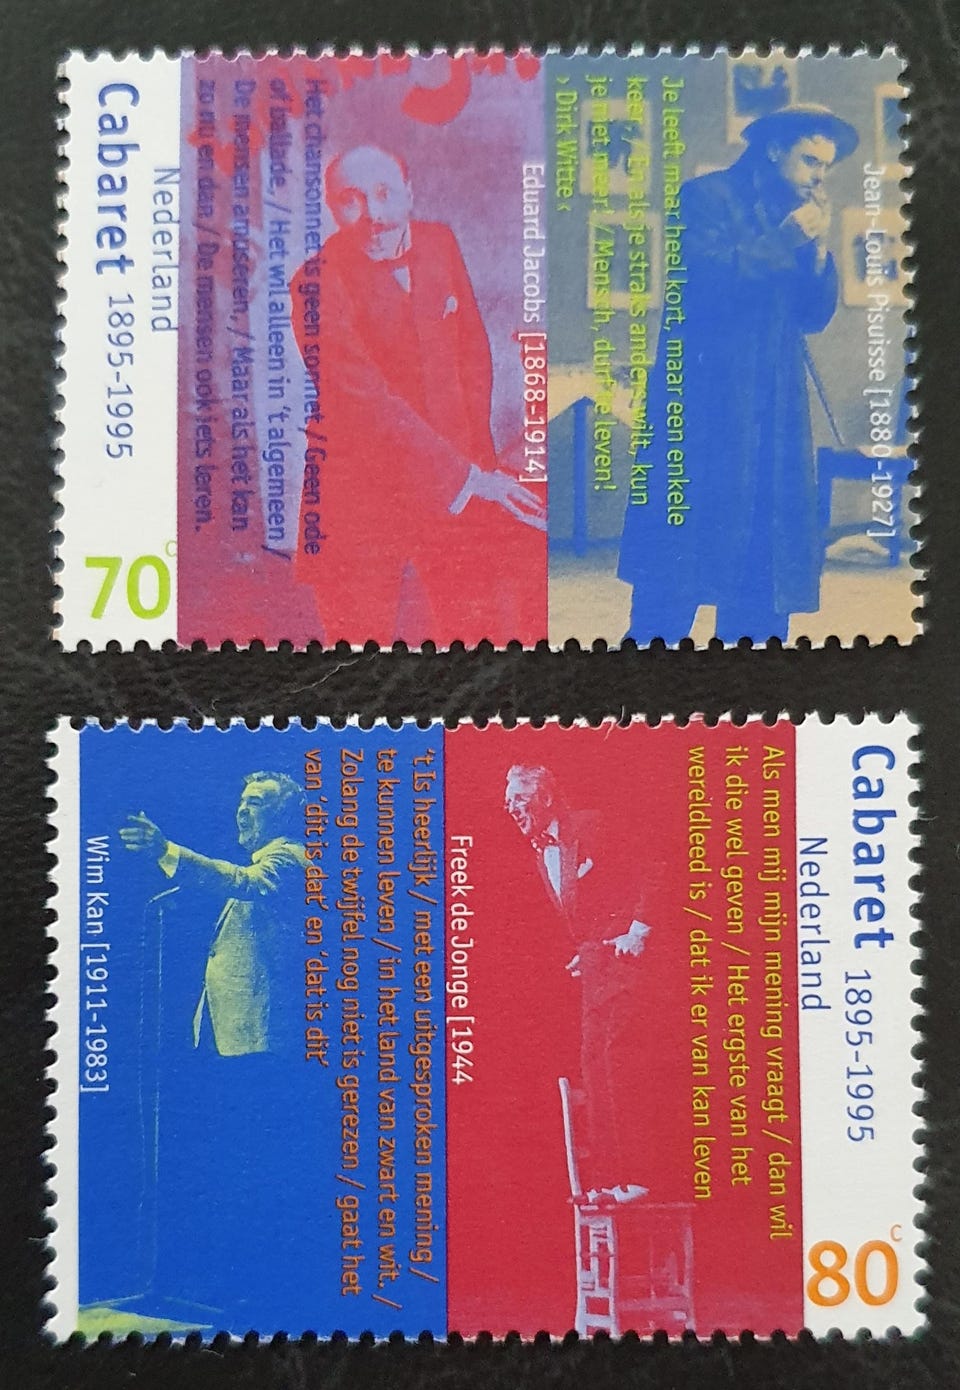 Jean-Louis Pisuisse [1880-1927]
Je leeft maar heel kort, maar een enkele
keer, / En als je straks anders wilt, kun
je niet meer! / Mensch, durf te leven!
› Dirk Witte ‹
Eduard Jacobs [1868-1914]
Het chansonnet is geen sonnet / Geen ode
of ballade, / Het wil alleen in 't algemeen /
De mensen amuseren, / Maar als het kan
zo nu en dan, / De mensen ook iets leren.
Nederland
Cabaret 1895-1995
70c
Cabaret 1895-1995
Nederland
80c
Als men mij mijn mening vraagt / dan wil
ik die wel geven / Het ergste van het
wereldleed is / dat ik er van kan leven
Freek de Jonge [1944
't Is heerlijk / met een uitgesproken mening /
te kunnen leven / in het land van zwart en wit. /
Zolang de twijfel nog niet is gerezen / gaat het
van 'dit is dat' en 'dat is dit'
Wim Kan [1911-1983]